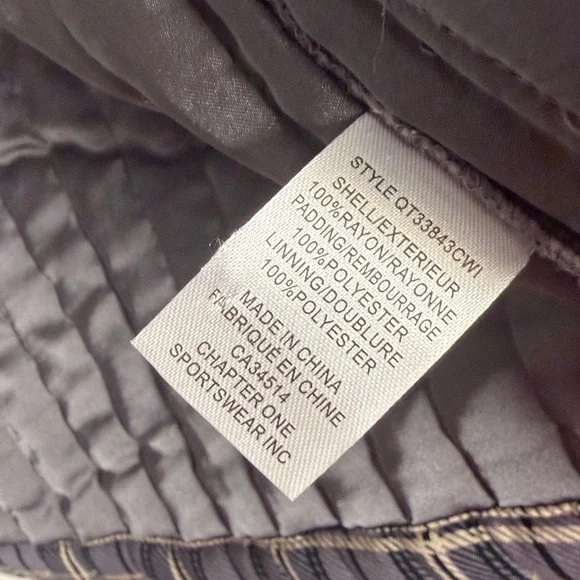 STYLE QT33843CWI
SHELL/EXTERIEUR
100%RAYON/RAYONNE
PADDING/REMBOURRAGE
100%POLYESTER
LINNING/DOUBLURE
100%POLYESTER
MADE IN CHINA
FABRIQUÉ EN CHINE
CA34514
CHAPTER ONE
SPORTSWEAR INC